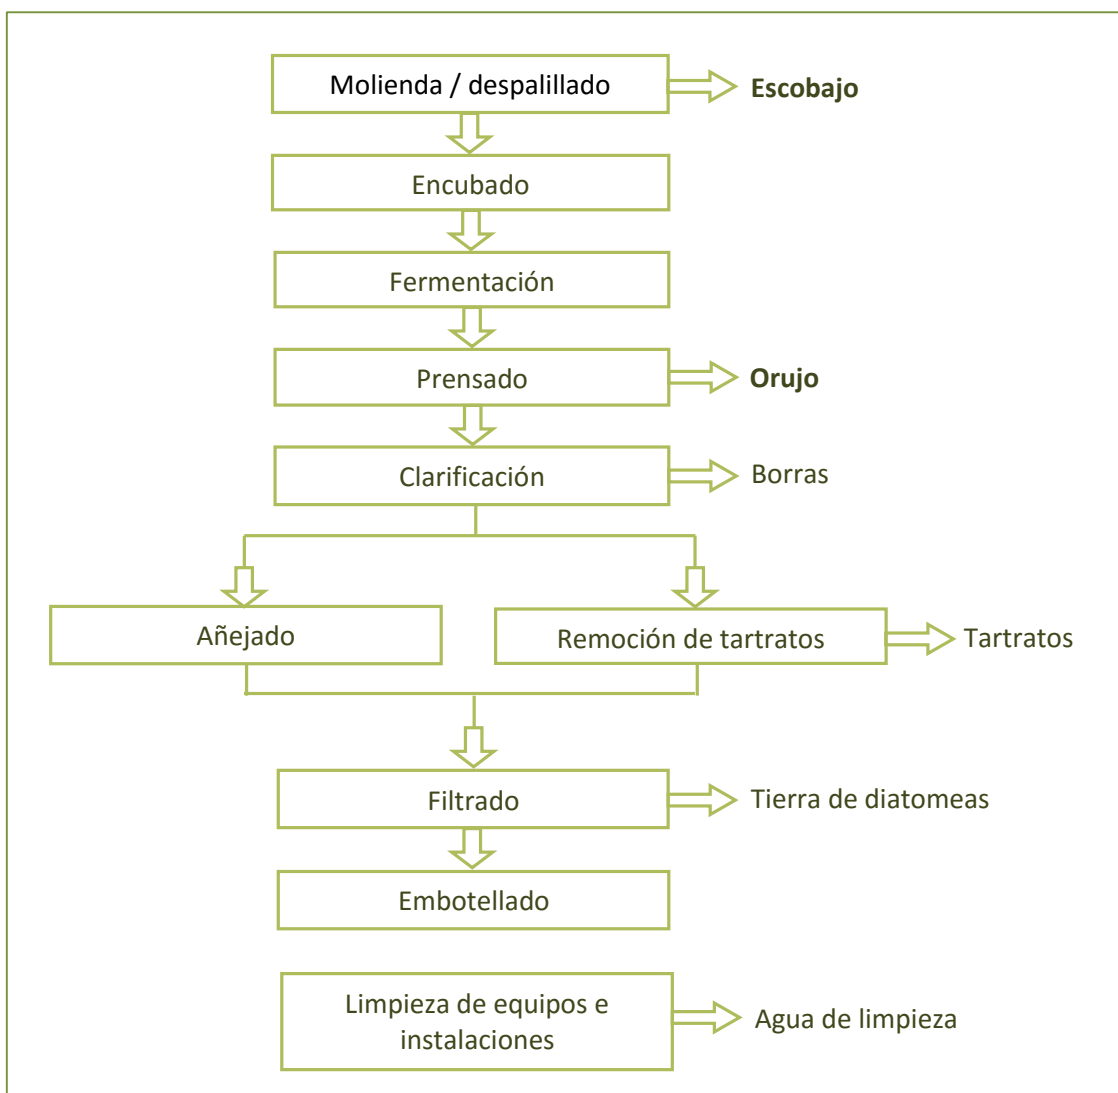 Molienda / despalillado
Escobajo
Encubado
Fermentación
Prensado
Orujo
Clarificación
Borras
Añejado
Remoción de tartratos
Tartratos
Filtrado
Tierra de diatomeas
Embotellado
Limpieza de equipos e
instalaciones
Agua de limpieza